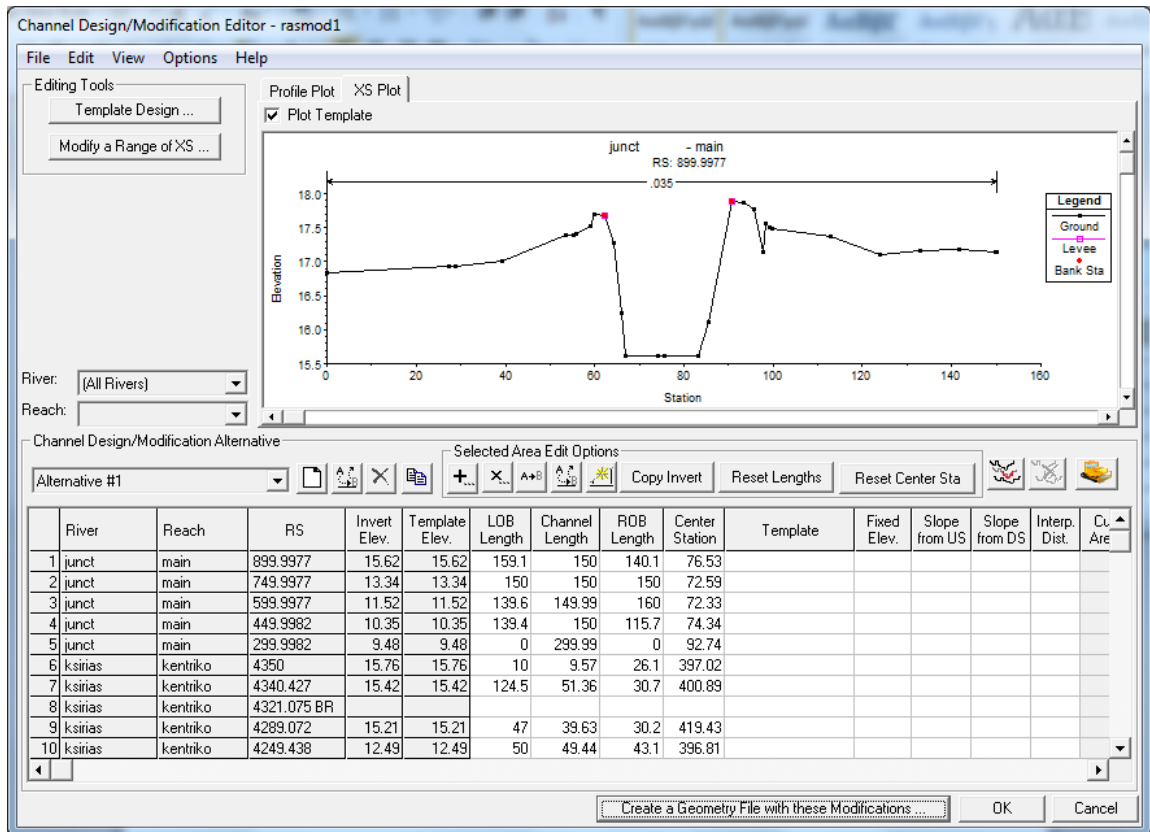 Channel Design/Modification Editor - rasmod1
File Edit View Options Help
Editing Tools
Template Design ...
Modify a Range of XS ...
Profile Plot XS Plot
Plot Template
junct - main
RS: 899.9977
.035
18.0
17.5
17.0
16.5
16.0
15.5
Elevation
0 20 40 60 80 100 120 140 160
Station
Legend
Ground
Levee
Bank Sta
River: (All Rivers)
Reach:
Channel Design/Modification Alternative
Alternative #1
Selected Area Edit Options
Copy Invert Reset Lengths Reset Center Sta
River Reach RS Invert Elev. Template Elev. LOB Length Channel Length ROB Length Center Station Template Fixed Elev. Slope from US Slope from DS Interp. Dist.
1 junct main 899.9977 15.62 15.62 159.1 150 140.1 76.53
2 junct main 749.9977 13.34 13.34 150 150 150 72.59
3 junct main 599.9977 11.52 11.52 139.6 149.99 160 72.33
4 junct main 449.9982 10.35 10.35 139.4 150 115.7 74.34
5 junct main 299.9982 9.48 9.48 0 299.99 0 92.74
6 ksirias kentriko 4350 15.76 15.76 10 9.57 26.1 397.02
7 ksirias kentriko 4340.427 15.42 15.42 124.5 51.36 30.7 400.89
8 ksirias kentriko 4321.075 BR
9 ksirias kentriko 4289.072 15.21 15.21 47 39.63 30.2 419.43
10 ksirias kentriko 4249.438 12.49 12.49 50 49.44 43.1 396.81
Create a Geometry File with these Modifications ... OK Cancel